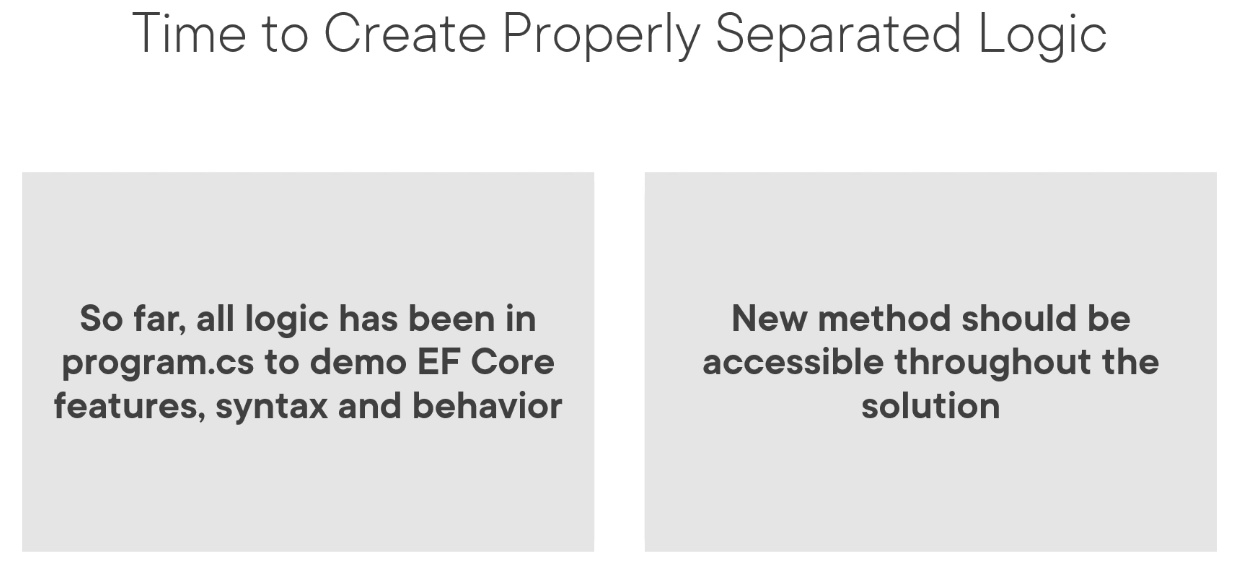 Time to Create Properly Separated Logic
So far, all logic has been in
program.cs to demo EF Core
features, syntax and behavior
New method should be
accessible throughout the
solution